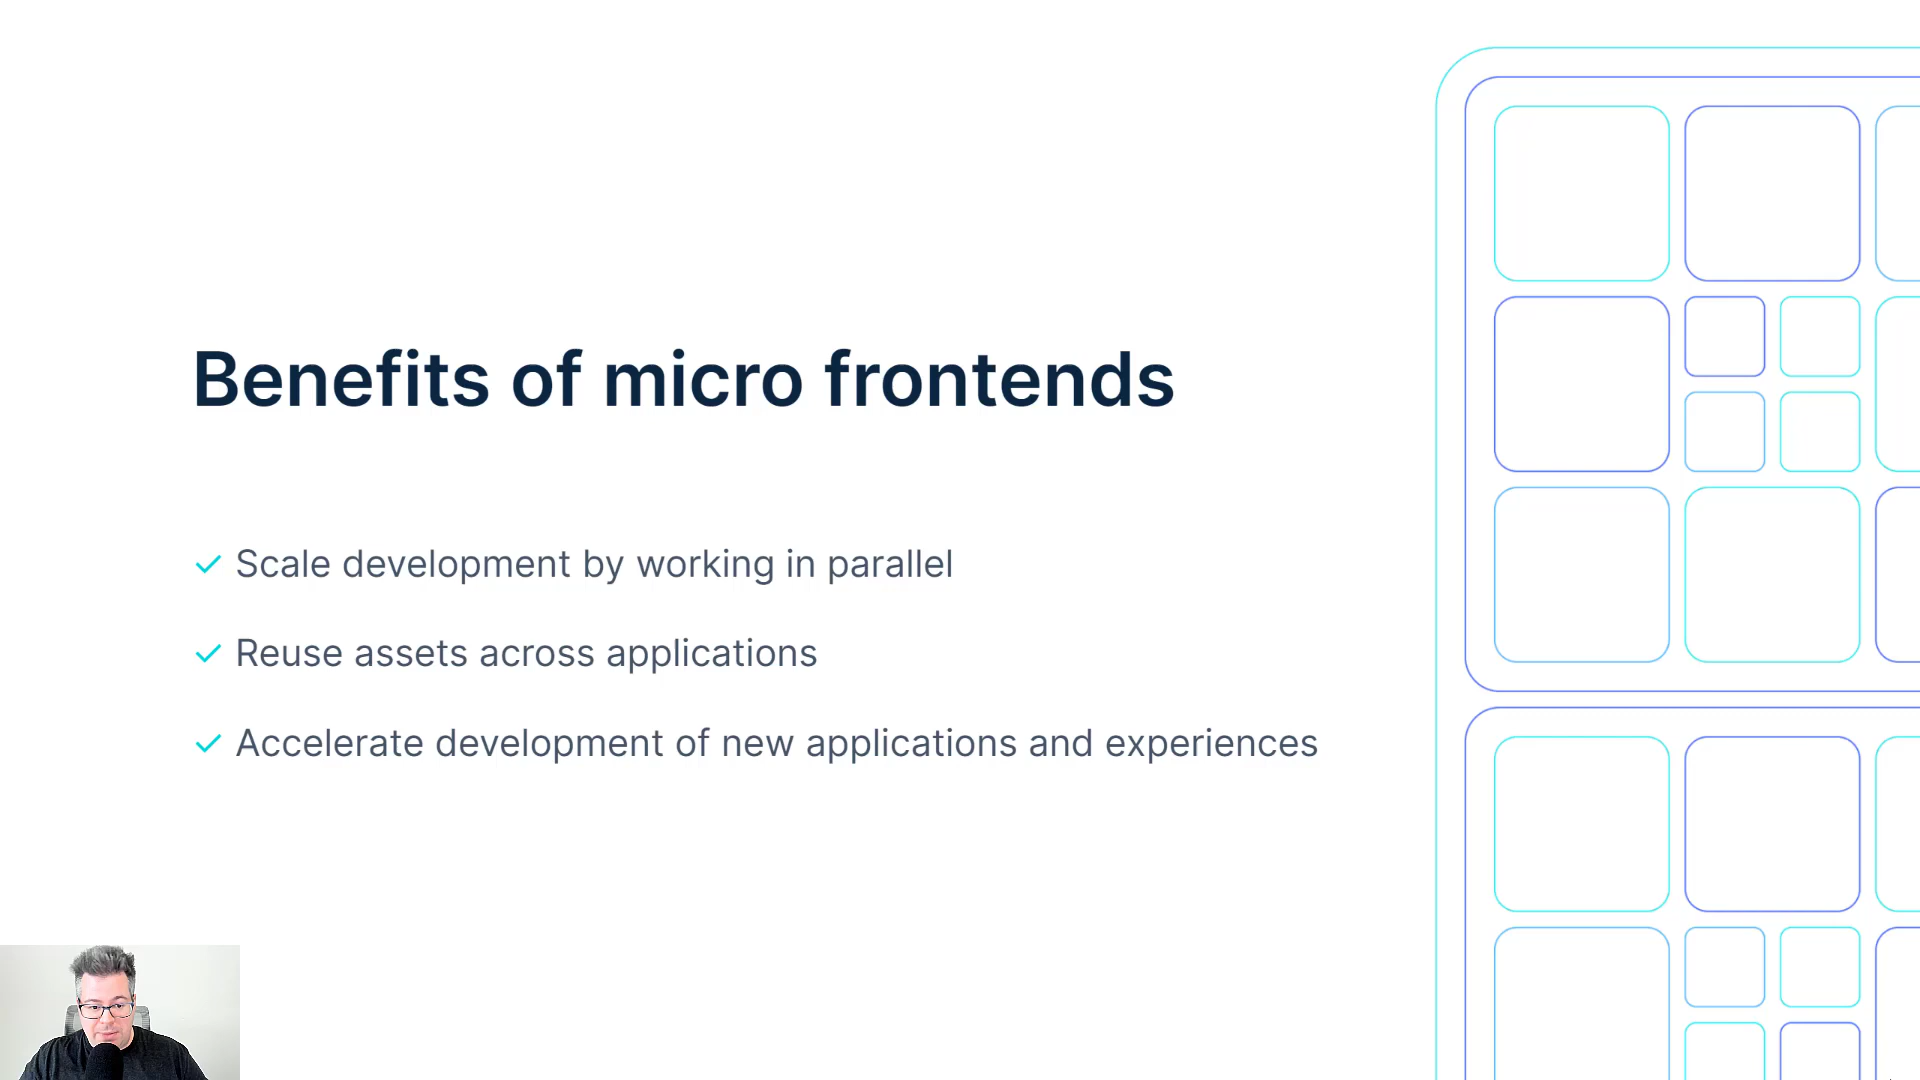 Benefits of micro frontends
Scale development by working in parallel
Reuse assets across applications
Accelerate development of new applications and experiences